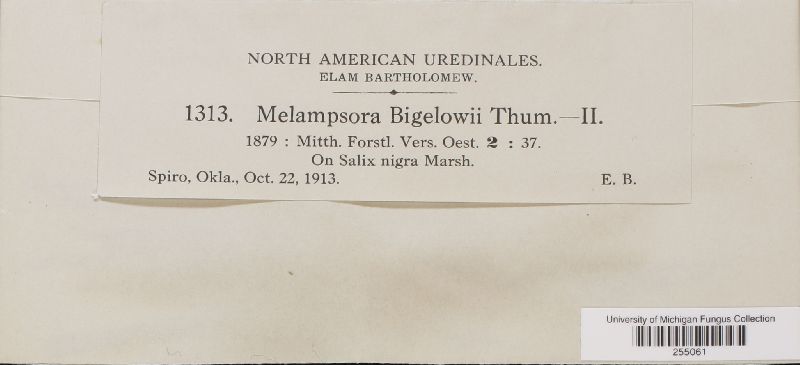 NORTH AMERICAN UREDINALES.
ELAM BARTHOLOMEW.
1313. Melampsora Bigelowii Thum.—II.
1879 : Mitth. Forstl. Vers. Oest. 2 : 37.
On Salix nigra Marsh.
Spiro, Okla., Oct. 22, 1913. E. B.
University of Michigan Fungus Collection
255061